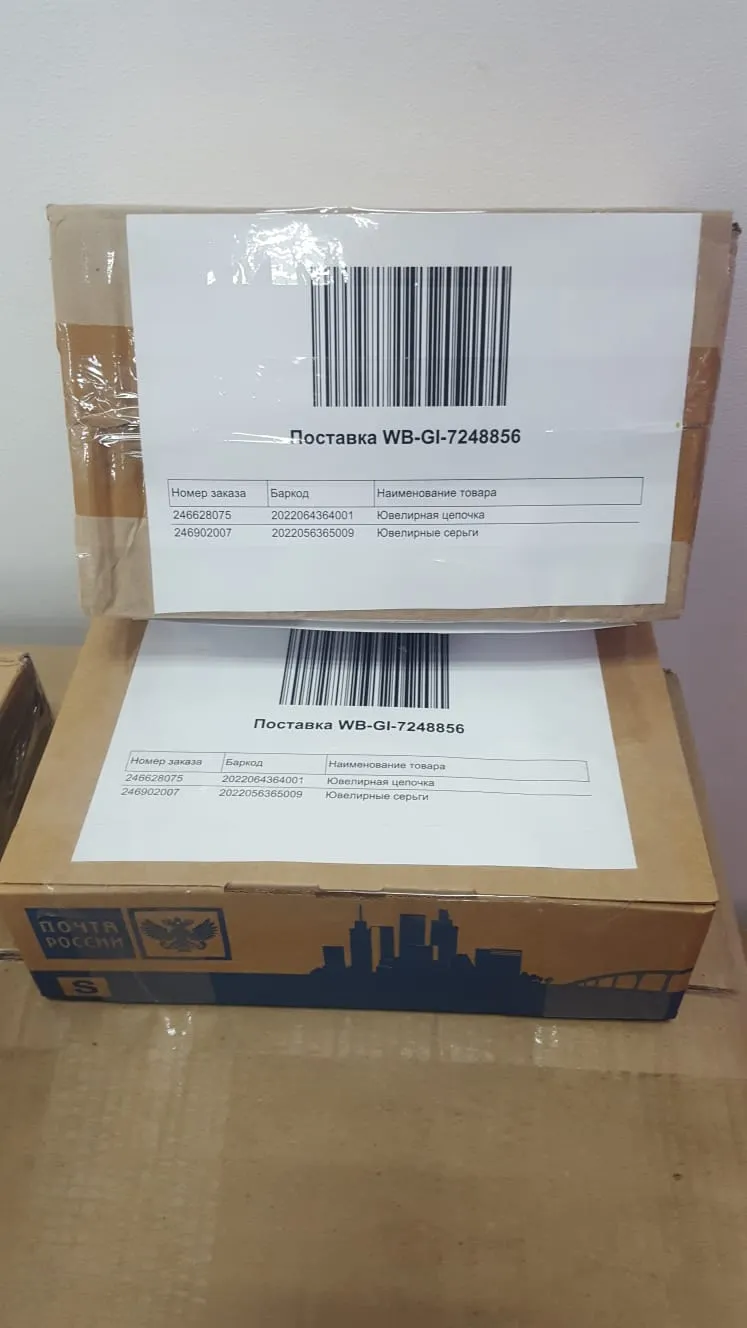 Поставка WB-GI-7248856
Номер заказа Баркод Наименование товара
246628075 2022064364001 Ювелирная цепочка
246902007 2022056365009 Ювелирные серьги
Поставка WB-GI-7248856
Номер заказа Баркод Наименование товара
246628075 2022064364001 Ювелирная цепочка
246902007 2022056365009 Ювелирные серьги
ПОЧТА
РОССИИ
S